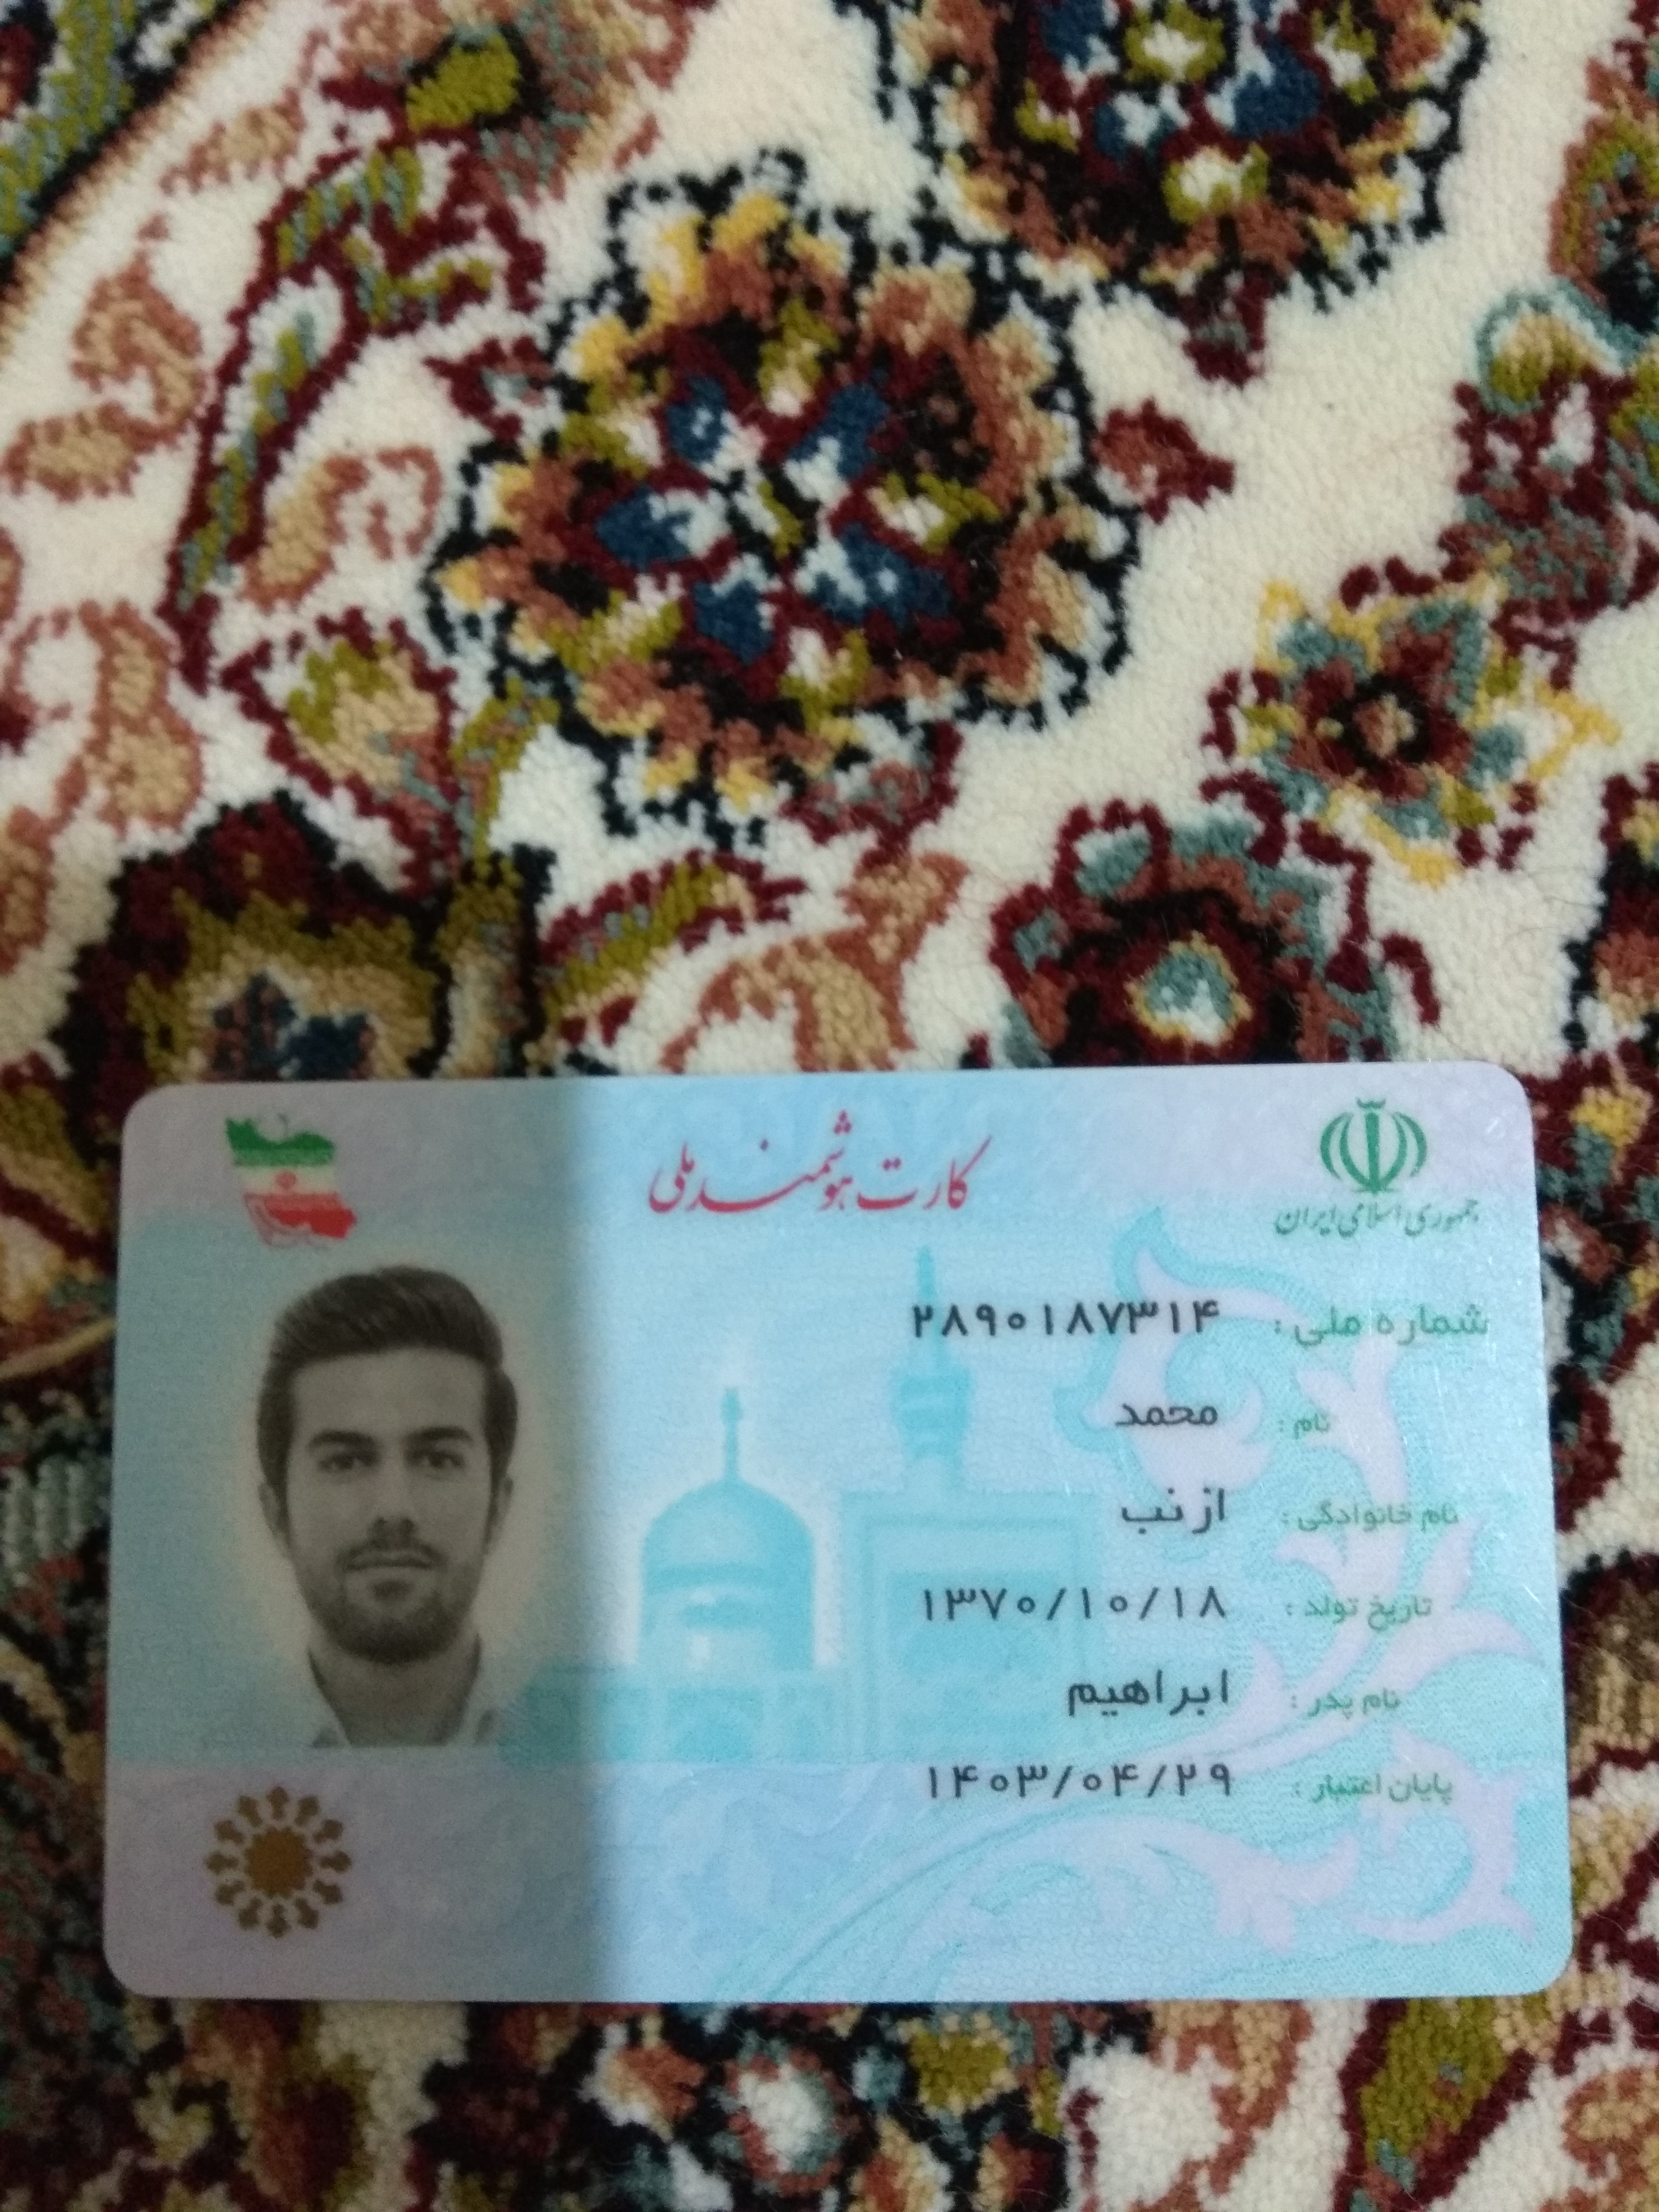 جمهوری اسلامی ایران
کارت هوشمند ملی
شماره ملی : ۲۸۹۰۱۸۷۳۱۴
نام : محمد
نام خانوادگی : ازنب
تاریخ تولد : ۱۳۷۰/۱۰/۱۸
نام پدر : ابراهیم
پایان اعتبار : ۱۴۰۳/۰۴/۲۹